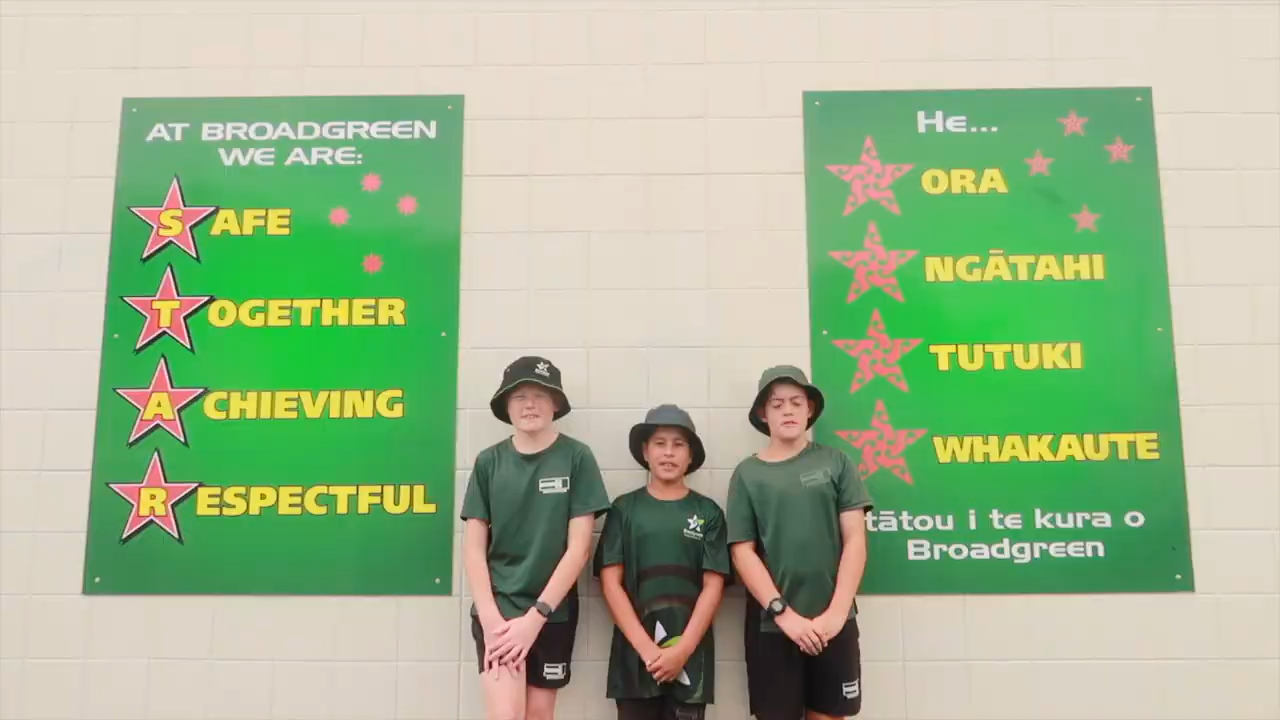 AT BROADGREEN
WE ARE:
SAFE
TOGETHER
ACHIEVING
RESPECTFUL
He...
ORA
NGĀTAHI
TUTUKI
WHAKAUTE
tātou i te kura o
Broadgreen